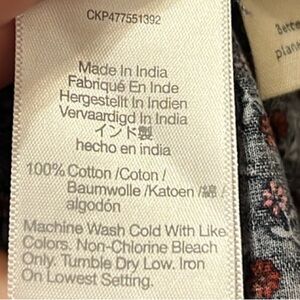 CKP477551392
Made In India
Fabriqué En Inde
Hergestellt In Indien
Vervaardigd In India
インド製
hecho en india
100% Cotton /Coton /
Baumwolle /Katoen /綿 /
algodón
Machine Wash Cold With Like
Colors. Non-Chlorine Bleach
Only. Tumble Dry Low. Iron
On Lowest Setting.